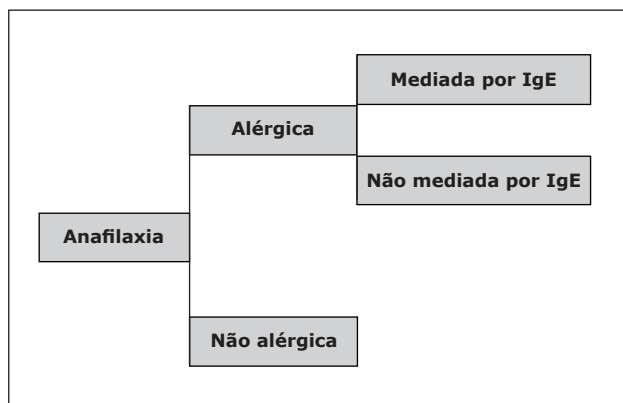 Mediada por IgE
Alérgica
Não mediada por IgE
Anafilaxia
Não alérgica